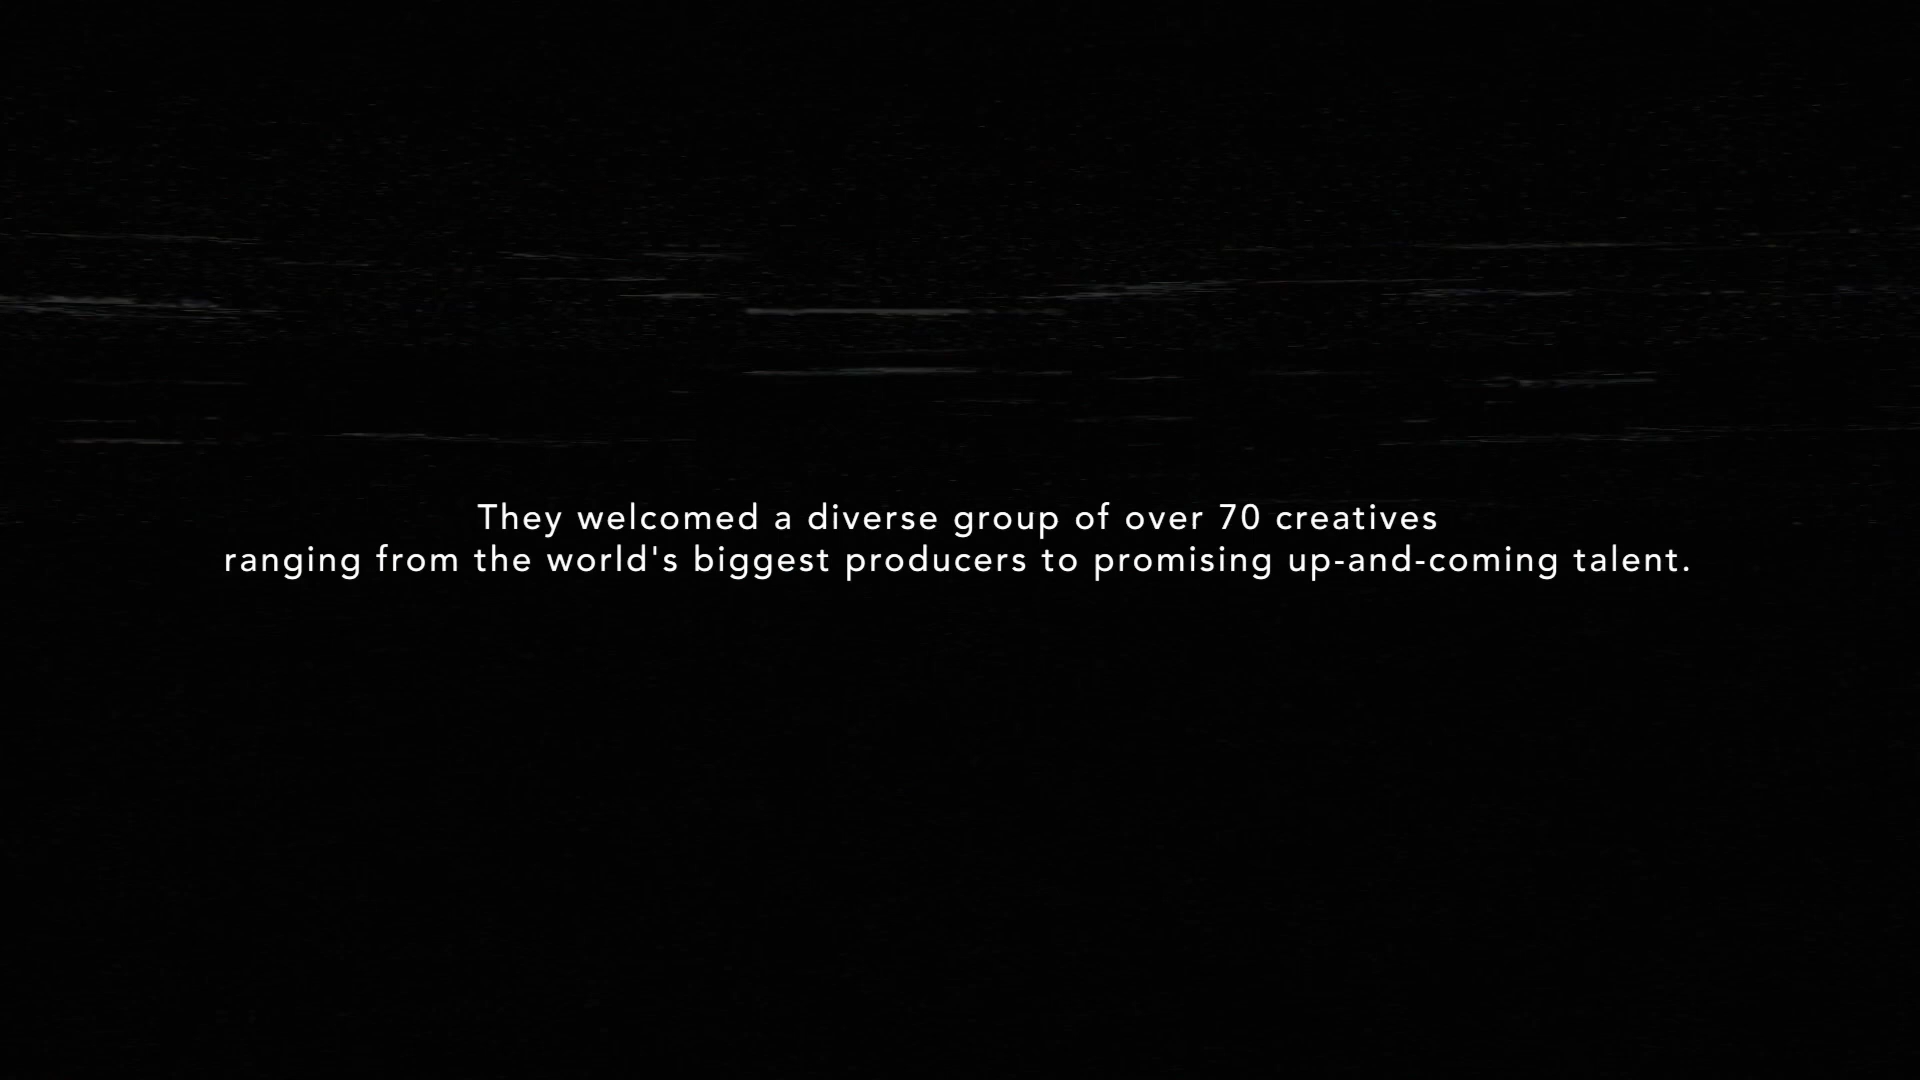 They welcomed a diverse group of over 70 creatives
ranging from the world's biggest producers to promising up-and-coming talent.